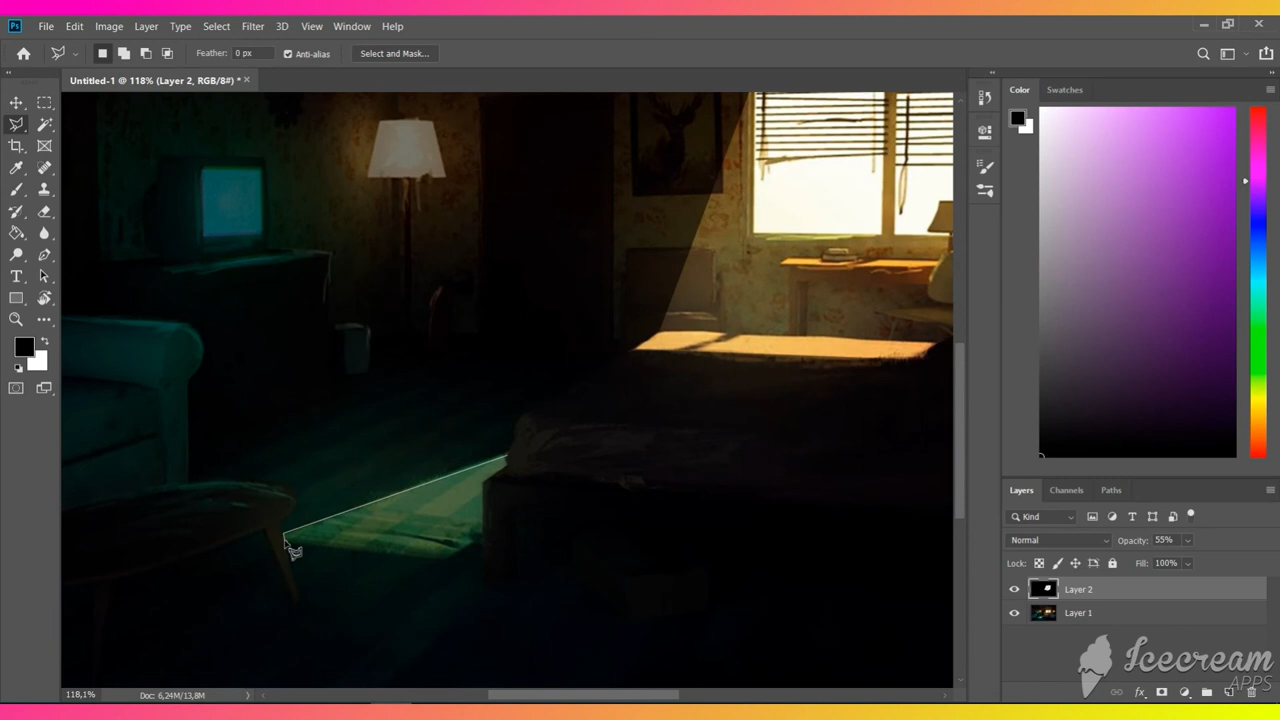 Ps File Edit Image Layer Type Select Filter 3D View Window Help
Feather: 0 px Anti-alias Select and Mask...
Untitled-1 @ 118% (Layer 2, RGB/8#) *
Color Swatches
Layers Channels Paths
Kind
Normal Opacity: 55%
Lock: Fill: 100%
Layer 2
Layer 1
118,1% Doc: 6,24M/13,8M
Icecream
APPS